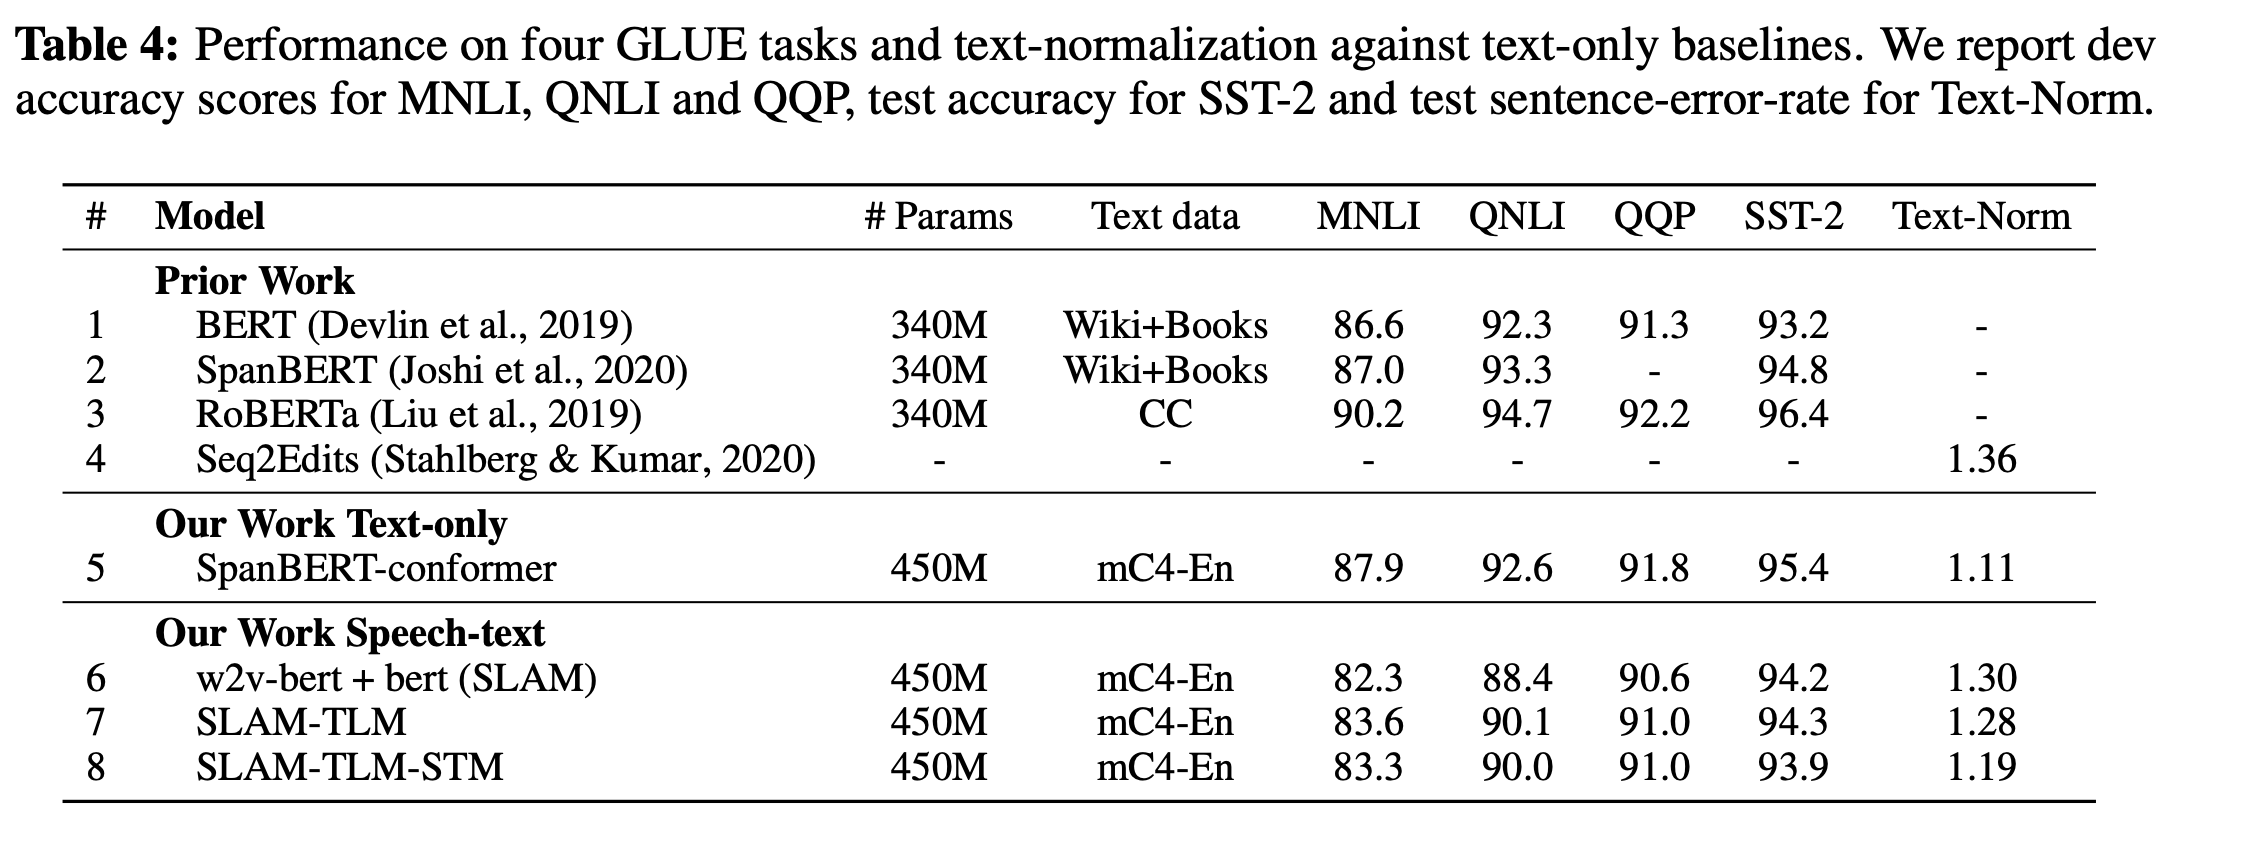 Table 4: Performance on four GLUE tasks and text-normalization against text-only baselines. We report dev
accuracy scores for MNLI, QNLI and QQP, test accuracy for SST-2 and test sentence-error-rate for Text-Norm.
# Model # Params Text data MNLI QNLI QQP SST-2 Text-Norm
Prior Work
1 BERT (Devlin et al., 2019) 340M Wiki+Books 86.6 92.3 91.3 93.2 -
2 SpanBERT (Joshi et al., 2020) 340M Wiki+Books 87.0 93.3 - 94.8 -
3 RoBERTa (Liu et al., 2019) 340M CC 90.2 94.7 92.2 96.4 -
4 Seq2Edits (Stahlberg & Kumar, 2020) - - - - - - 1.36
Our Work Text-only
5 SpanBERT-conformer 450M mC4-En 87.9 92.6 91.8 95.4 1.11
Our Work Speech-text
6 w2v-bert + bert (SLAM) 450M mC4-En 82.3 88.4 90.6 94.2 1.30
7 SLAM-TLM 450M mC4-En 83.6 90.1 91.0 94.3 1.28
8 SLAM-TLM-STM 450M mC4-En 83.3 90.0 91.0 93.9 1.19